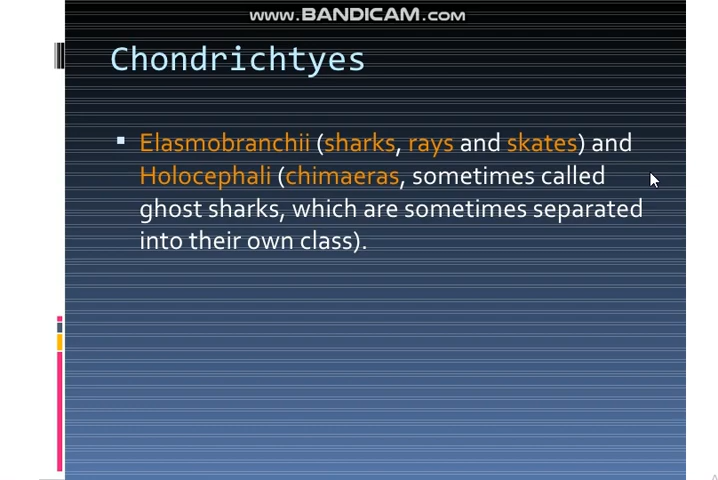 www.BANDICAM.com
Chondrichtyes
Elasmobranchii (sharks, rays and skates) and
Holocephali (chimaeras, sometimes called
ghost sharks, which are sometimes separated
into their own class).